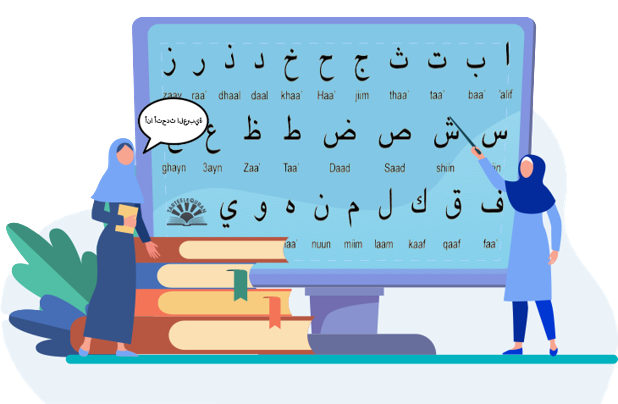 ا ب ت ث ج ح خ د ذ ر ز
zaay raa' dhaal daal khaa' Haa' jiim thaa' taa' baa' 'alif
أنا أتحدث العربية
س ش ص ض ط ظ ع
ghayn 3ayn Zaa' Taa' Daad Saad shiin
ف ق ك ل م ن ه و ي
TARTEELEQURAN
nuun miim laam kaaf qaaf faa'